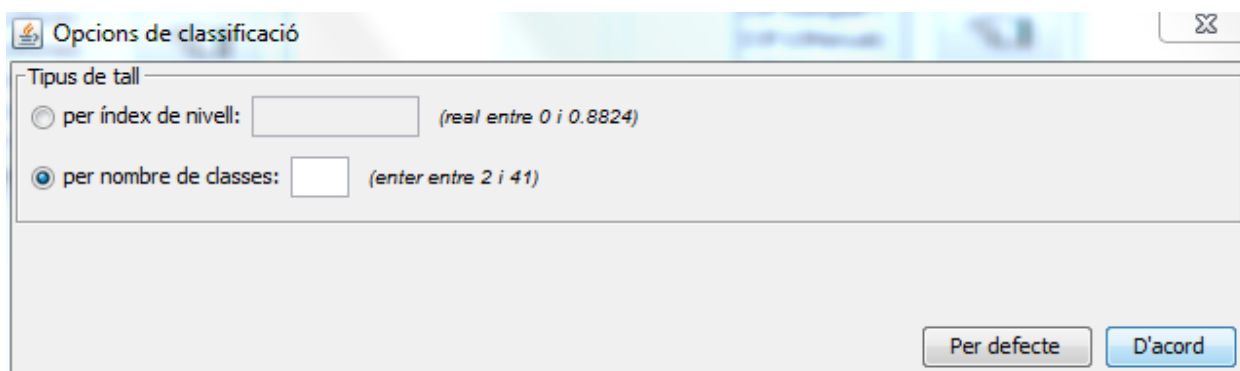 Opcions de classificació
Tipus de tall
per índex de nivell: (real entre 0 i 0.8824)
per nombre de classes: (enter entre 2 i 41)
Per defecte D'acord